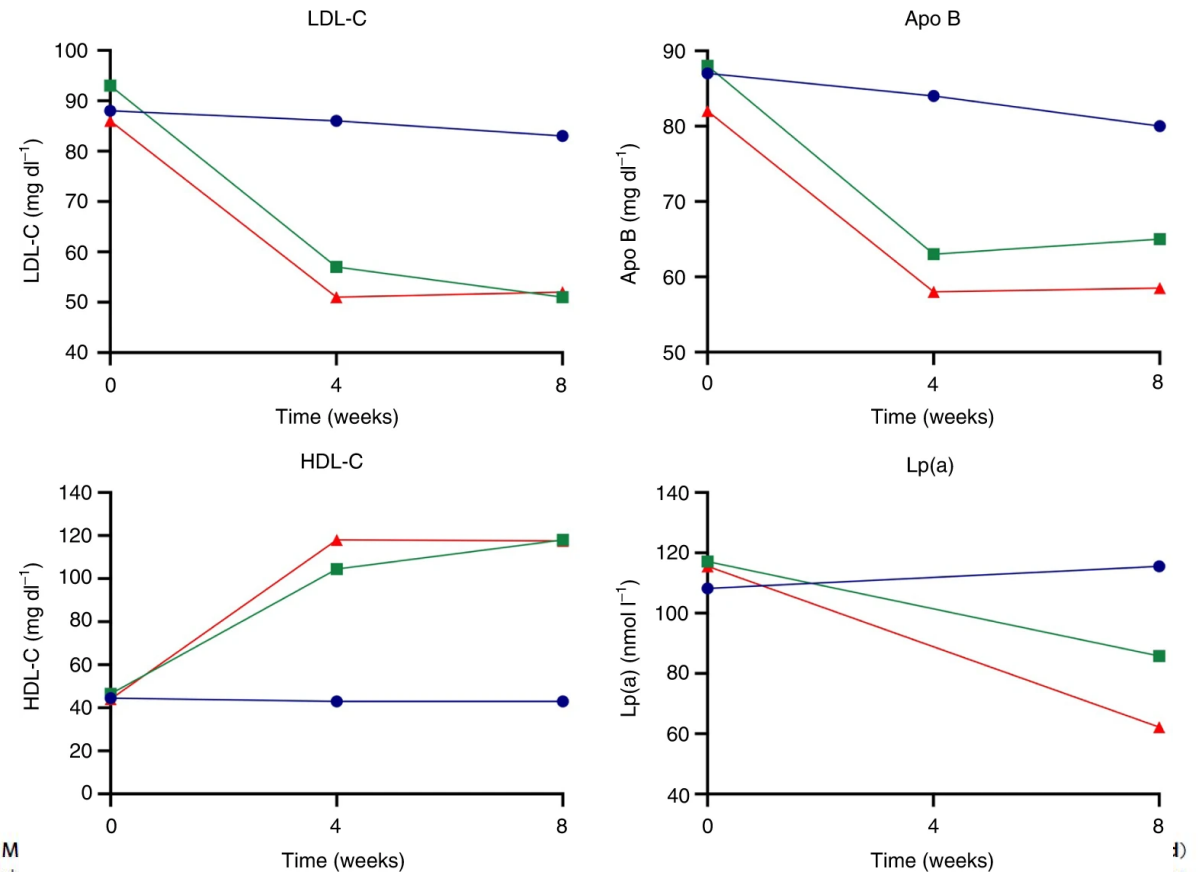 LDL-C
100
90
80
70
60
50
40
LDL-C (mg dl⁻¹)
0 4 8
Time (weeks)
Apo B
90
80
70
60
50
Apo B (mg dl⁻¹)
0 4 8
Time (weeks)
HDL-C
140
120
100
80
60
40
20
0
HDL-C (mg dl⁻¹)
0 4 8
Time (weeks)
Lp(a)
140
120
100
80
60
40
Lp(a) (nmol l⁻¹)
0 4 8
Time (weeks)
M